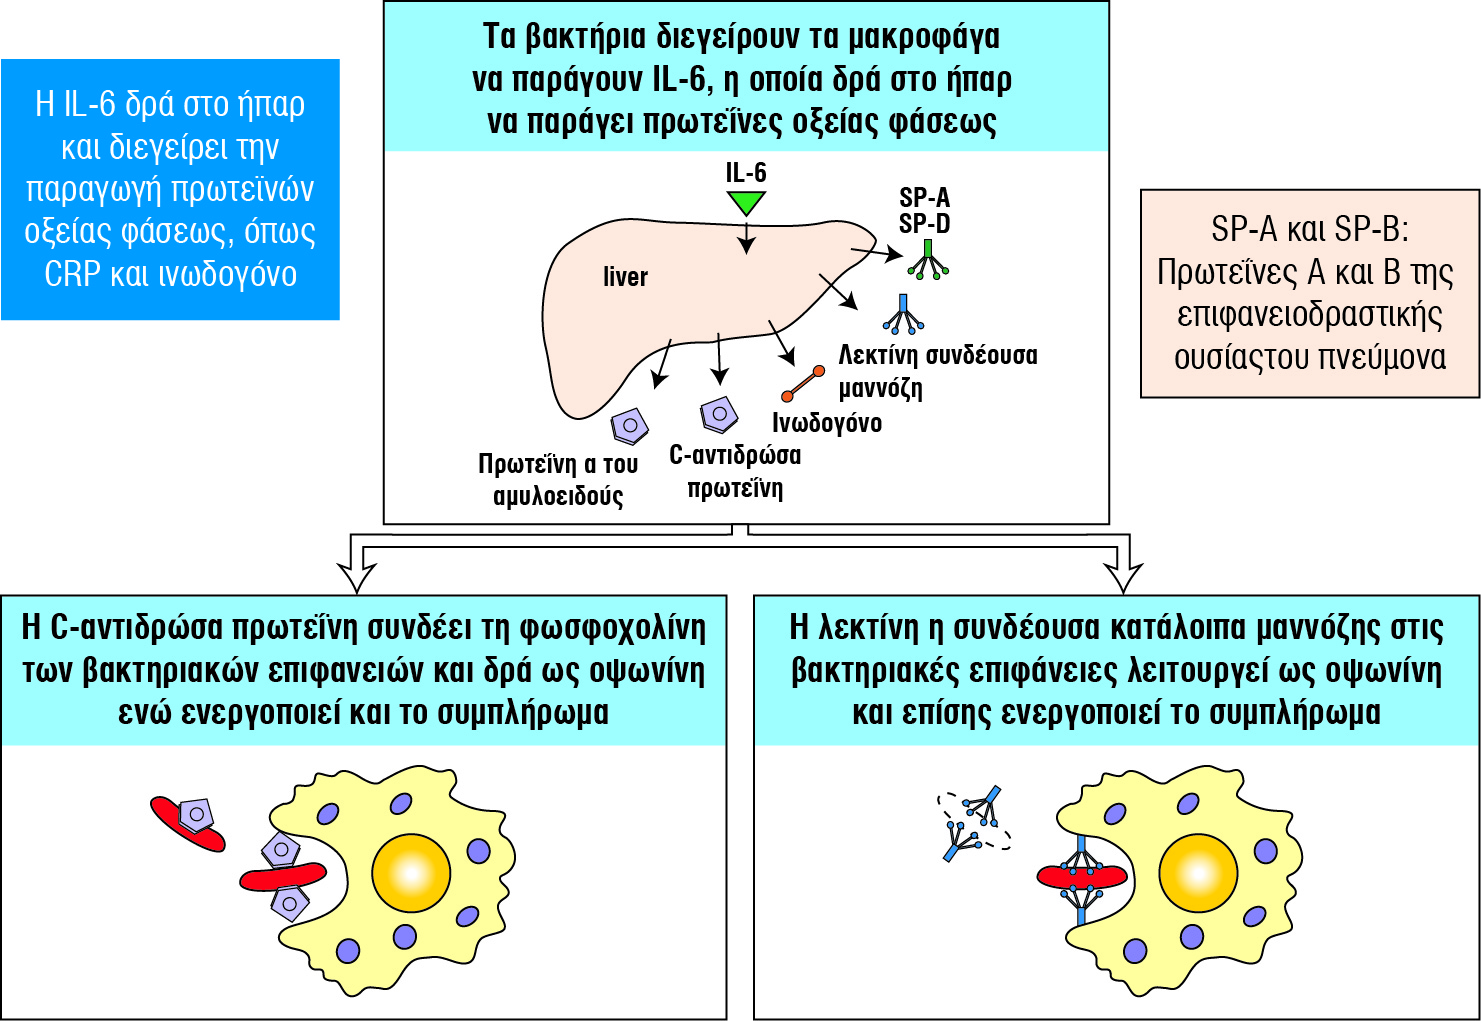 Τα βακτήρια διεγείρουν τα μακροφάγα
να παράγουν IL-6, η οποία δρά στο ήπαρ
να παράγει πρωτεΐνες οξείας φάσεως
Η IL-6 δρά στο ήπαρ
και διεγείρει την
παραγωγή πρωτεϊνών
οξείας φάσεως, όπως
CRP και ινωδογόνο
IL-6
SP-A
SP-D
liver
Λεκτίνη συνδέουσα
μαννόζη
Ινωδογόνο
C-αντιδρώσα
πρωτεΐνη
Πρωτεΐνη α του
αμυλοειδούς
SP-A και SP-B:
Πρωτεΐνες Α και Β της
επιφανειοδραστικής
ουσίαςτου πνεύμονα
Η C-αντιδρώσα πρωτεΐνη συνδέει τη φωσφοχολίνη
των βακτηριακών επιφανειών και δρά ως οψωνίνη
ενώ ενεργοποιεί και το συμπλήρωμα
Η λεκτίνη η συνδέουσα κατάλοιπα μαννόζης στις
βακτηριακές επιφάνειες λειτουργεί ως οψωνίνη
και επίσης ενεργοποιεί το συμπλήρωμα